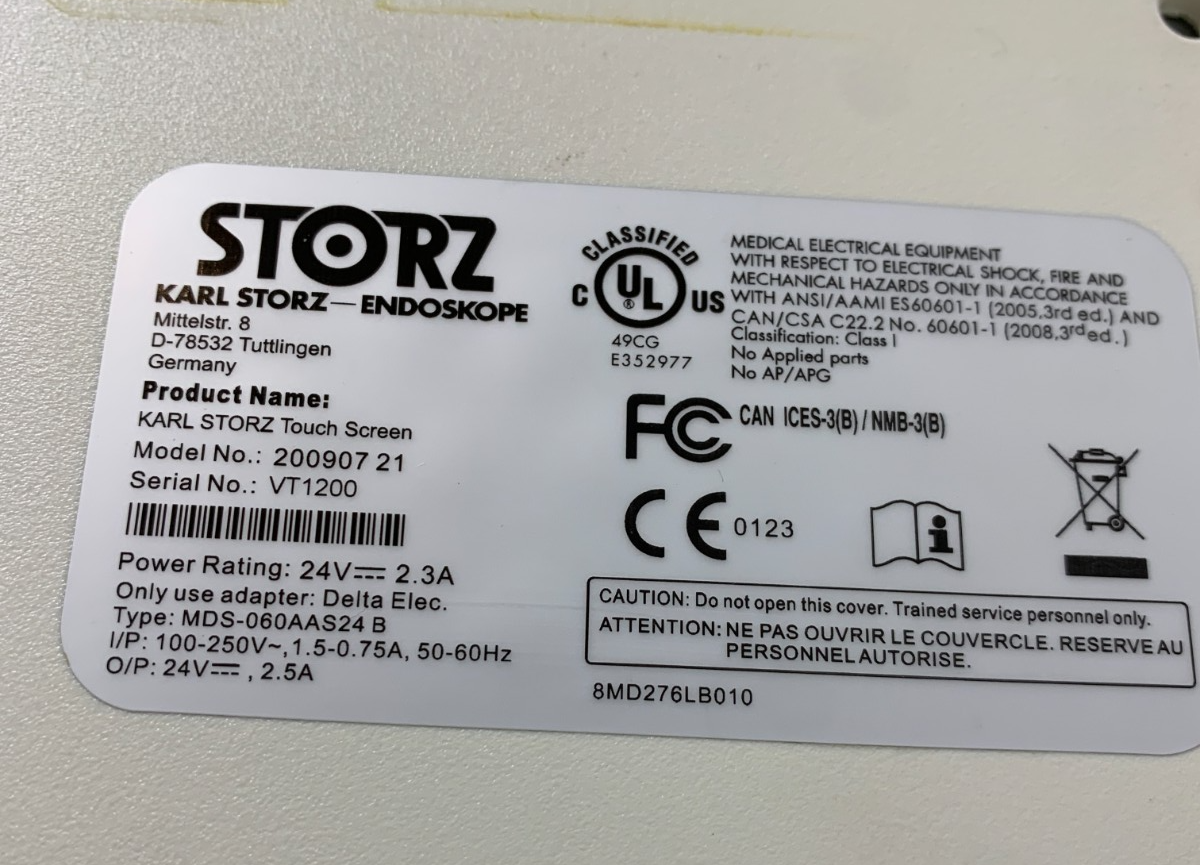 STORZ
KARL STORZ—ENDOSKOPE
Mittelstr. 8
D-78532 Tuttlingen
Germany
Product Name:
KARL STORZ Touch Screen
Model No.: 200907 21
Serial No.: VT1200
Power Rating: 24V⎓ 2.3A
Only use adapter: Delta Elec.
Type: MDS-060AAS24 B
I/P: 100-250V~,1.5-0.75A, 50-60Hz
O/P: 24V⎓ , 2.5A
CLASSIFIED
C UL® US
49CG
E352977
MEDICAL ELECTRICAL EQUIPMENT
WITH RESPECT TO ELECTRICAL SHOCK, FIRE AND
MECHANICAL HAZARDS ONLY IN ACCORDANCE
WITH ANSI/AAMI ES60601-1 (2005,3rd ed.) AND
CAN/CSA C22.2 No. 60601-1 (2008,3rd ed.)
Classification: Class I
No Applied parts
No AP/APG
FC CAN ICES-3(B) / NMB-3(B)
CE 0123
i
CAUTION: Do not open this cover. Trained service personnel only.
ATTENTION: NE PAS OUVRIR LE COUVERCLE. RESERVE AU
PERSONNEL AUTORISE.
8MD276LB010